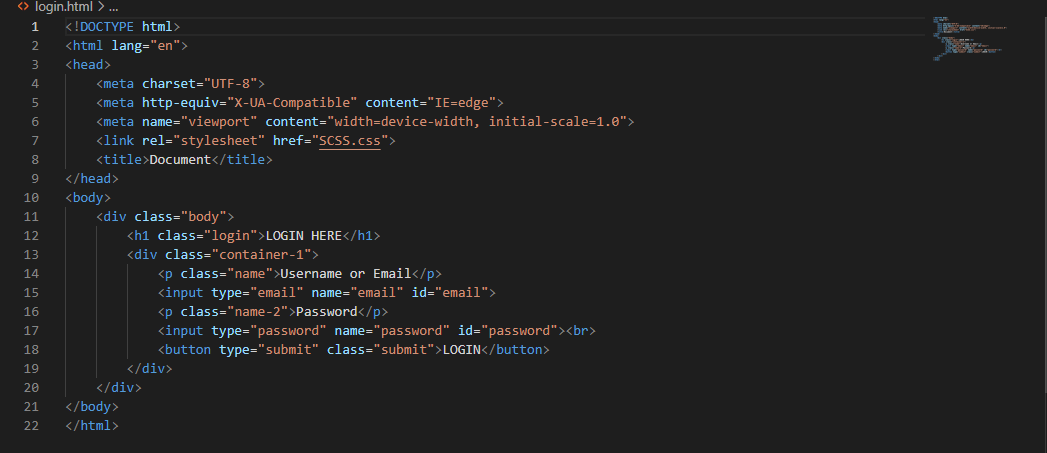 login.html > ...
1 <!DOCTYPE html>
2 <html lang="en">
3 <head>
4     <meta charset="UTF-8">
5     <meta http-equiv="X-UA-Compatible" content="IE=edge">
6     <meta name="viewport" content="width=device-width, initial-scale=1.0">
7     <link rel="stylesheet" href="SCSS.css">
8     <title>Document</title>
9 </head>
10 <body>
11     <div class="body">
12         <h1 class="login">LOGIN HERE</h1>
13         <div class="container-1">
14             <p class="name">Username or Email</p>
15             <input type="email" name="email" id="email">
16             <p class="name-2">Password</p>
17             <input type="password" name="password" id="password"><br>
18             <button type="submit" class="submit">LOGIN</button>
19         </div>
20     </div>
21 </body>
22 </html>